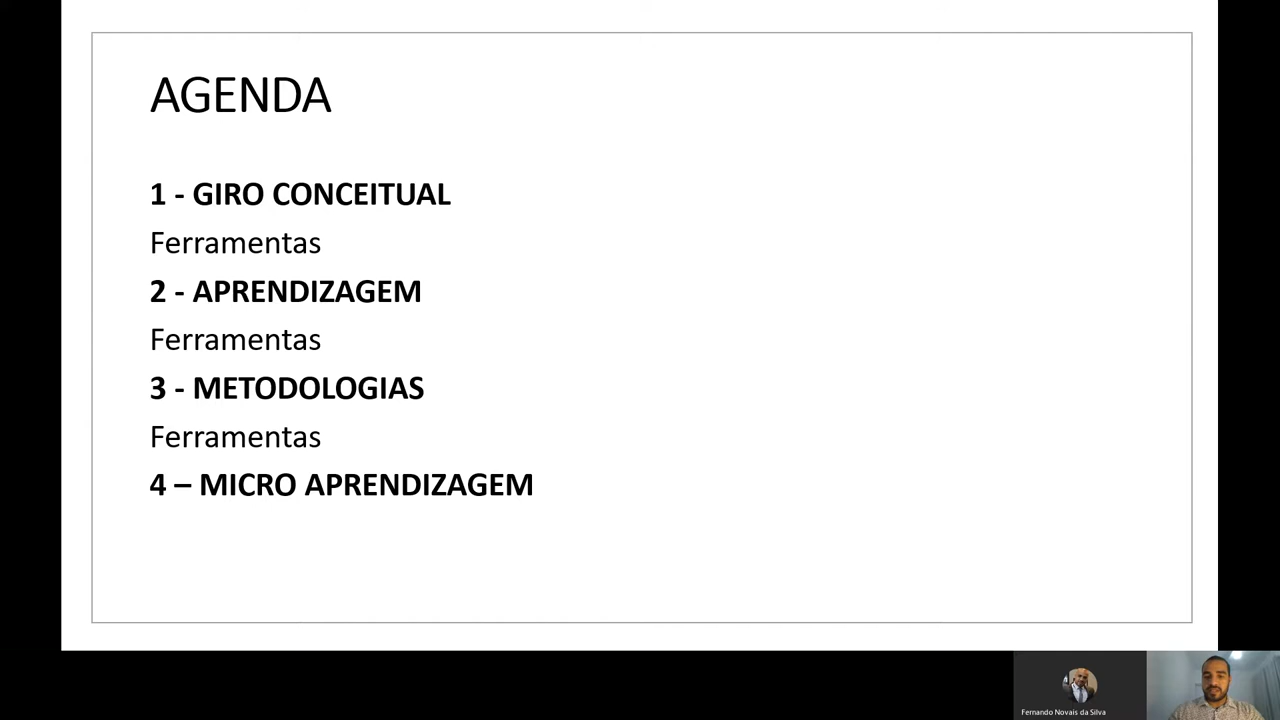 AGENDA
1 - GIRO CONCEITUAL
Ferramentas
2 - APRENDIZAGEM
Ferramentas
3 - METODOLOGIAS
Ferramentas
4 – MICRO APRENDIZAGEM
Fernando Novais da Silva